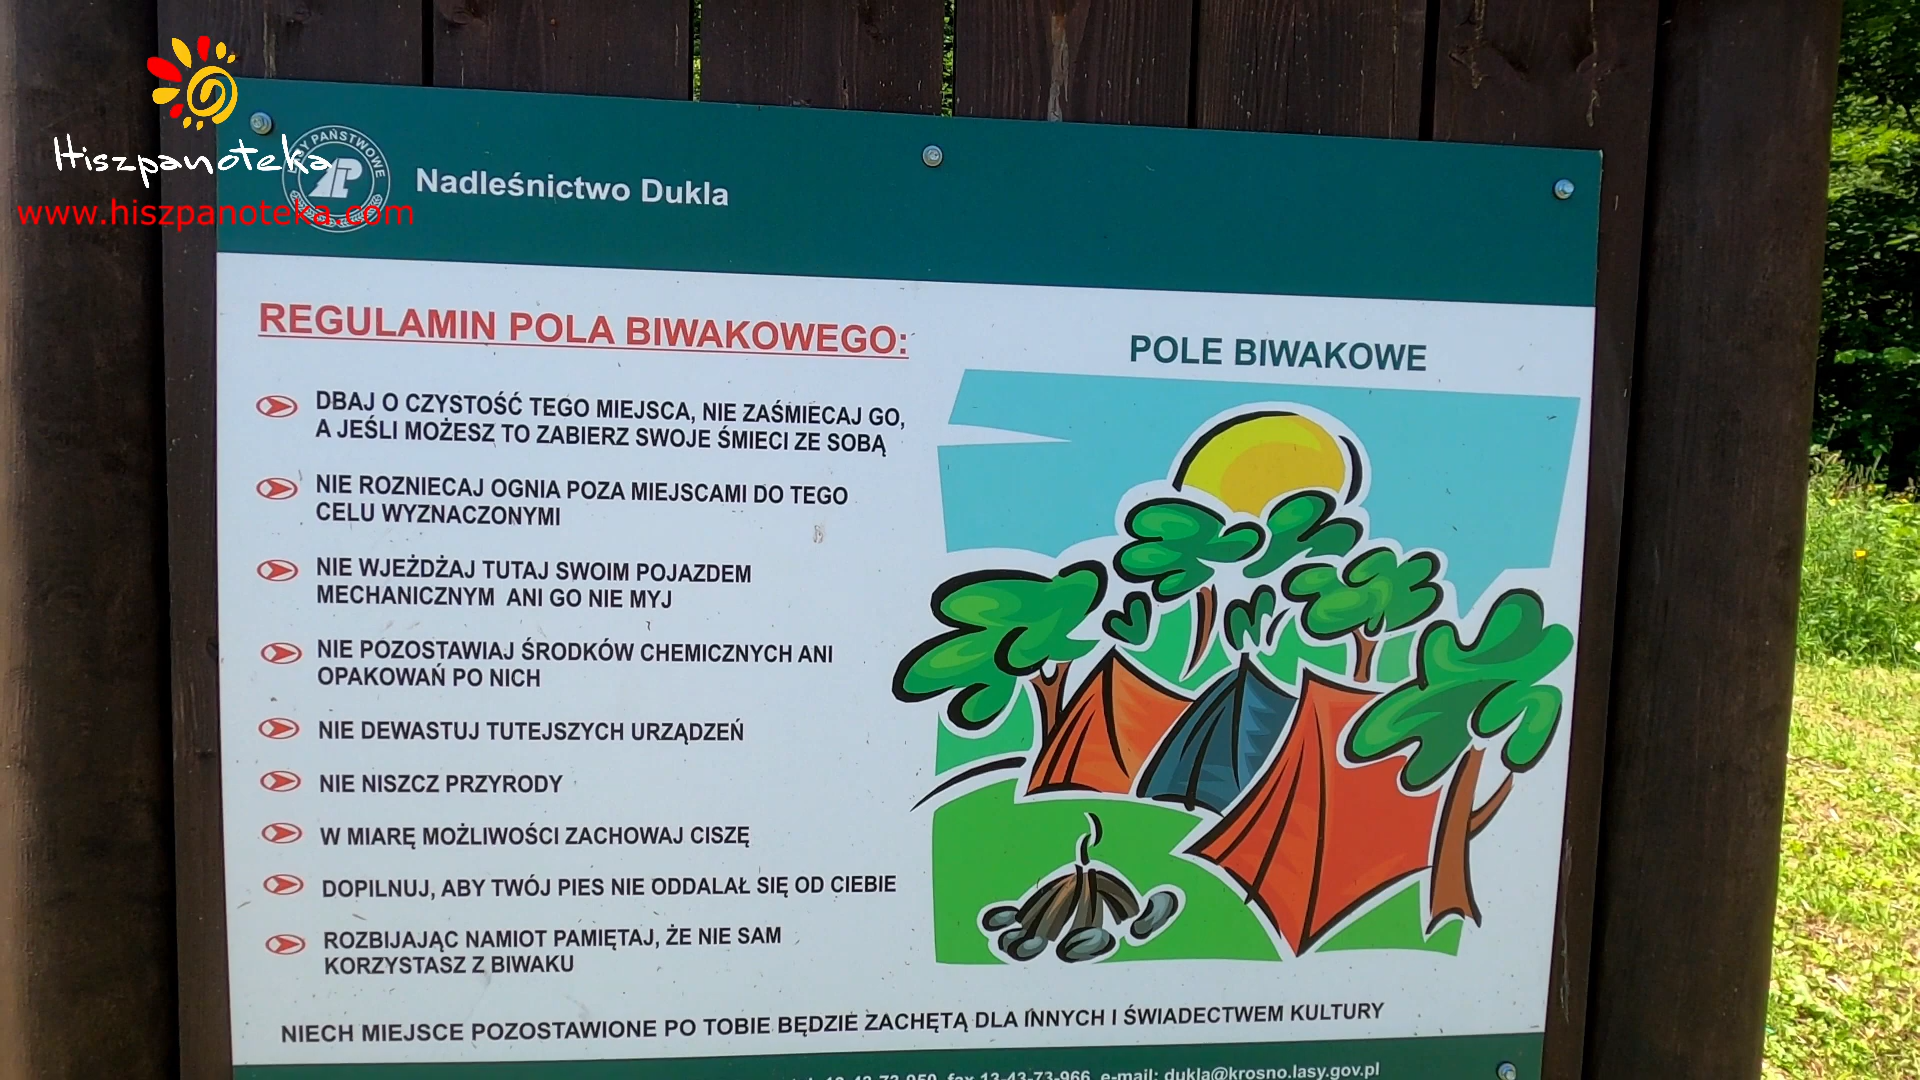 Hiszpanoteka
www.hiszpanoteka.com
PAŃSTWOWE
Nadleśnictwo Dukla
REGULAMIN POLA BIWAKOWEGO:
DBAJ O CZYSTOŚĆ TEGO MIEJSCA, NIE ZAŚMIECAJ GO,
A JEŚLI MOŻESZ TO ZABIERZ SWOJE ŚMIECI ZE SOBĄ
NIE ROZNIECAJ OGNIA POZA MIEJSCAMI DO TEGO
CELU WYZNACZONYMI
NIE WJEŻDŻAJ TUTAJ SWOIM POJAZDEM
MECHANICZNYM ANI GO NIE MYJ
NIE POZOSTAWIAJ ŚRODKÓW CHEMICZNYCH ANI
OPAKOWAŃ PO NICH
NIE DEWASTUJ TUTEJSZYCH URZĄDZEŃ
NIE NISZCZ PRZYRODY
W MIARĘ MOŻLIWOŚCI ZACHOWAJ CISZĘ
DOPILNUJ, ABY TWÓJ PIES NIE ODDALAŁ SIĘ OD CIEBIE
ROZBIJAJĄC NAMIOT PAMIĘTAJ, ŻE NIE SAM
KORZYSTASZ Z BIWAKU
POLE BIWAKOWE
NIECH MIEJSCE POZOSTAWIONE PO TOBIE BĘDZIE ZACHĘTĄ DLA INNYCH I ŚWIADECTWEM KULTURY
fax 13-43-73-966, e-mail: dukla@krosno.lasy.gov.pl